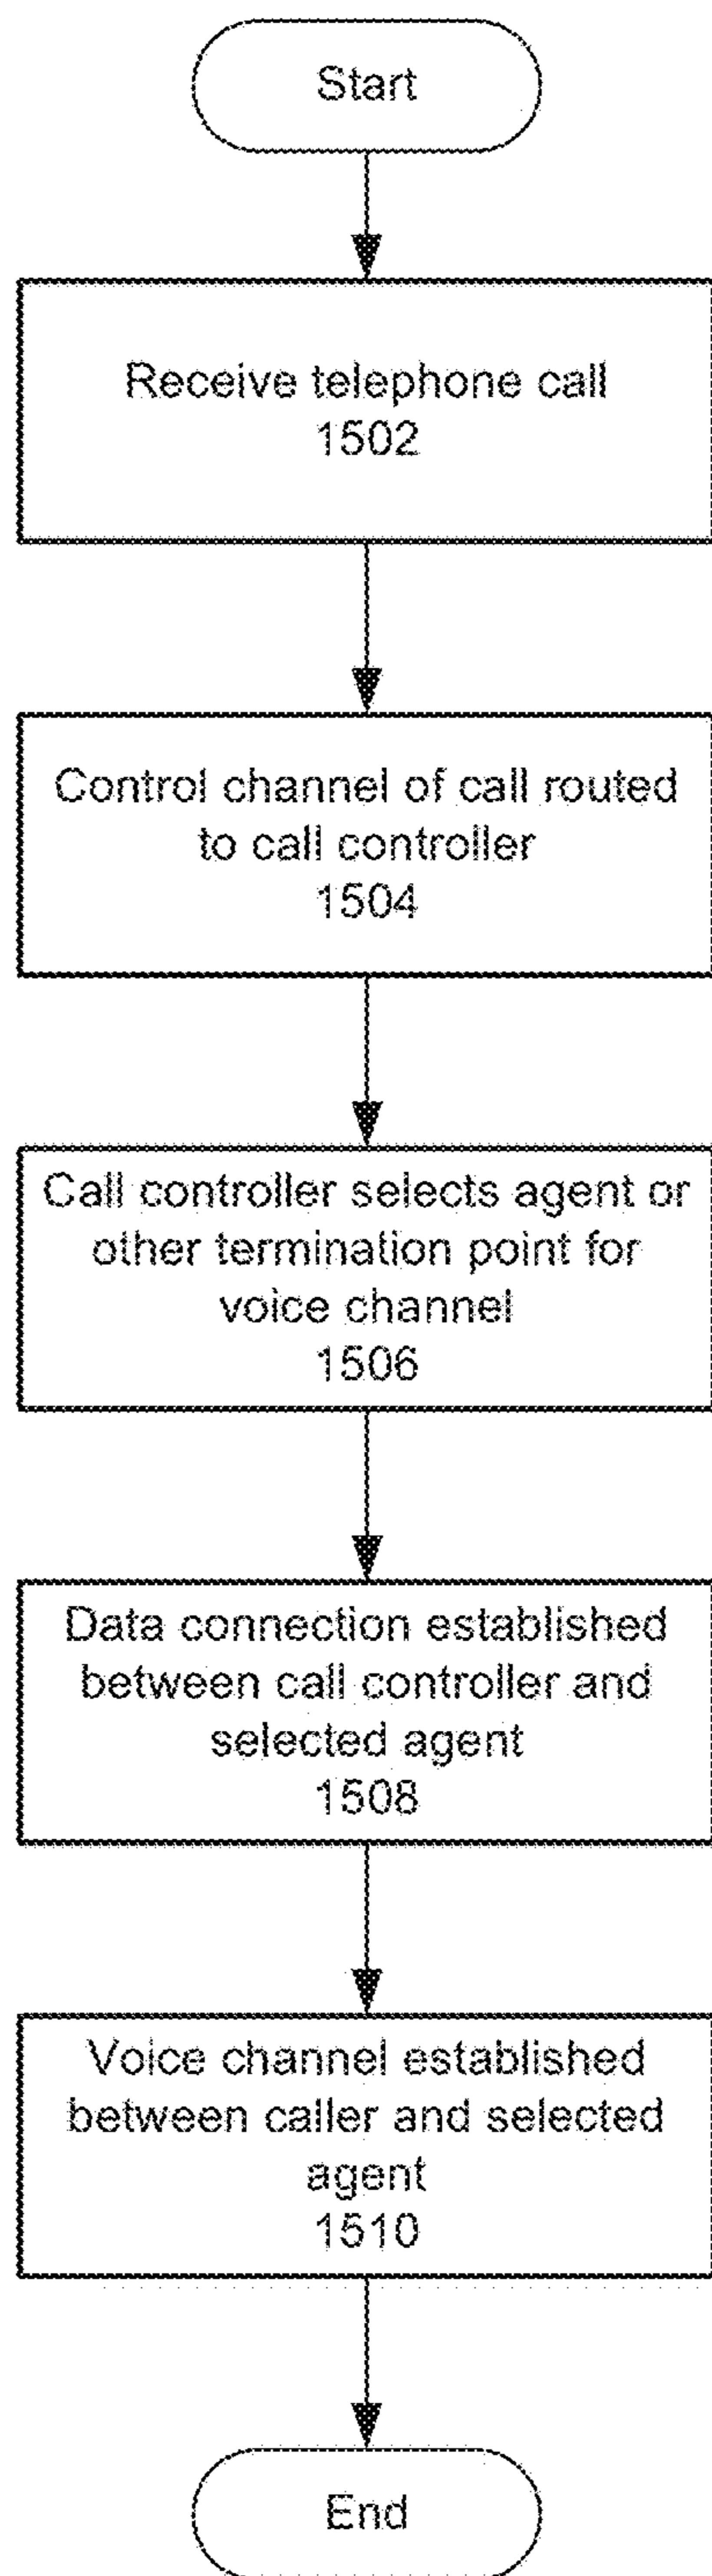 Start
Receive telephone call
1502
Control channel of call routed
to call controller
1504
Call controller selects agent or
other termination point for
voice channel
1506
Data connection established
between call controller and
selected agent
1508
Voice channel established
between caller and selected
agent
1510
End